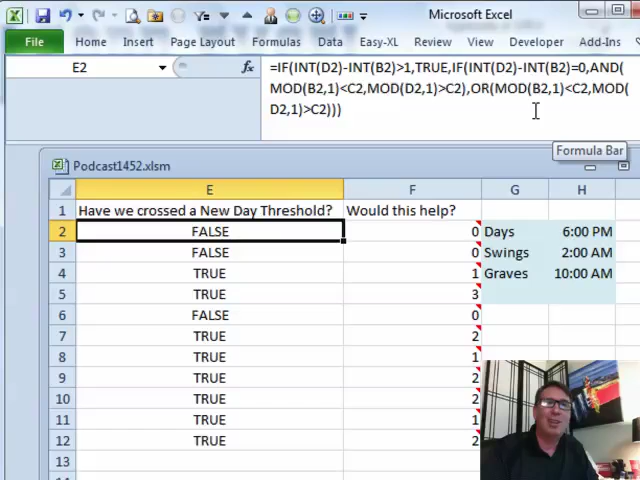 Microsoft Excel
File Home Insert Page Layout Formulas Data Easy-XL Review View Developer Add-Ins
E2 fx =IF(INT(D2)-INT(B2)>1,TRUE,IF(INT(D2)-INT(B2)=0,AND(
MOD(B2,1)<C2,MOD(D2,1)>C2),OR(MOD(B2,1)<C2,MOD(
D2,1)>C2)))
Formula Bar
Podcast1452.xlsm
E F G H
1 Have we crossed a New Day Threshold? Would this help?
2 FALSE 0 Days 6:00 PM
3 FALSE 0 Swings 2:00 AM
4 TRUE 1 Graves 10:00 AM
5 TRUE 3
6 FALSE 0
7 TRUE 2
8 TRUE 1
9 TRUE 2
10 TRUE 2
11 TRUE 1
12 TRUE 2
13